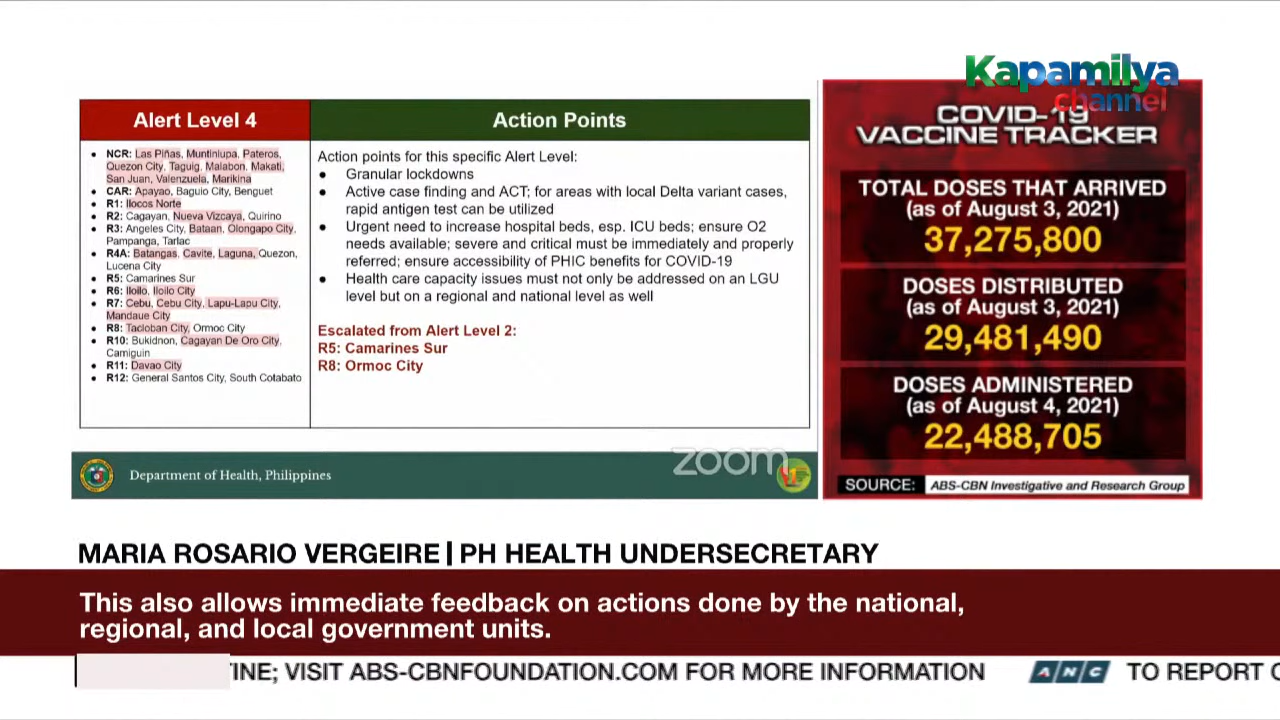 Kapamilya
channel
Alert Level 4
Action Points
• NCR: Las Piñas, Muntinlupa, Pateros,
Quezon City, Taguig, Malabon, Makati,
San Juan, Valenzuela, Marikina
• CAR: Apayao, Baguio City, Benguet
• R1: Ilocos Norte
• R2: Cagayan, Nueva Vizcaya, Quirino
• R3: Angeles City, Bataan, Olongapo City,
Pampanga, Tarlac
• R4A: Batangas, Cavite, Laguna, Quezon,
Lucena City
• R5: Camarines Sur
• R6: Iloilo, Iloilo City
• R7: Cebu, Cebu City, Lapu-Lapu City,
Mandaue City
• R8: Tacloban City, Ormoc City
• R10: Bukidnon, Cagayan De Oro City,
Camiguin
• R11: Davao City
• R12: General Santos City, South Cotabato
Action points for this specific Alert Level:
• Granular lockdowns
• Active case finding and ACT; for areas with local Delta variant cases,
rapid antigen test can be utilized
• Urgent need to increase hospital beds, esp. ICU beds; ensure O2
needs available; severe and critical must be immediately and properly
referred; ensure accessibility of PHIC benefits for COVID-19
• Health care capacity issues must not only be addressed on an LGU
level but on a regional and national level as well
Escalated from Alert Level 2:
R5: Camarines Sur
R8: Ormoc City
Department of Health, Philippines
zoom
COVID-19
VACCINE TRACKER
TOTAL DOSES THAT ARRIVED
(as of August 3, 2021)
37,275,800
DOSES DISTRIBUTED
(as of August 3, 2021)
29,481,490
DOSES ADMINISTERED
(as of August 4, 2021)
22,488,705
SOURCE: ABS-CBN Investigative and Research Group
MARIA ROSARIO VERGEIRE | PH HEALTH UNDERSECRETARY
This also allows immediate feedback on actions done by the national,
regional, and local government units.
TINE; VISIT ABS-CBNFOUNDATION.COM FOR MORE INFORMATION ANC TO REPORT